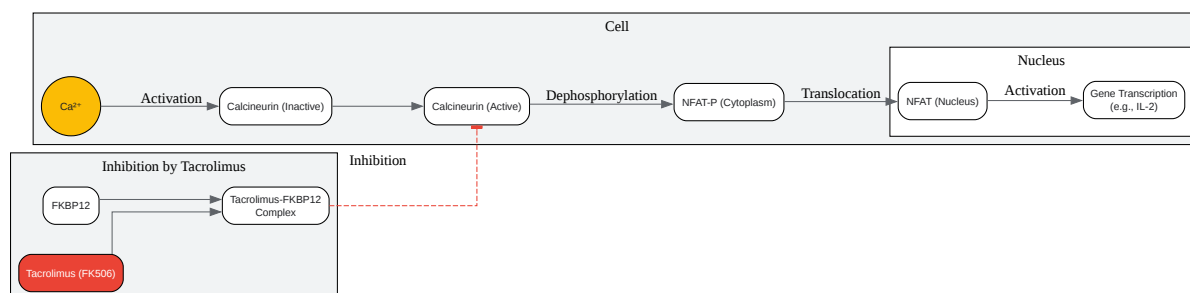 Cell
Nucleus
Ca²⁺
Activation
Calcineurin (Inactive)
Calcineurin (Active)
Dephosphorylation
NFAT-P (Cytoplasm)
Translocation
NFAT (Nucleus)
Activation
Gene Transcription
(e.g., IL-2)
Inhibition by Tacrolimus
Inhibition
FKBP12
Tacrolimus-FKBP12
Complex
Tacrolimus (FK506)